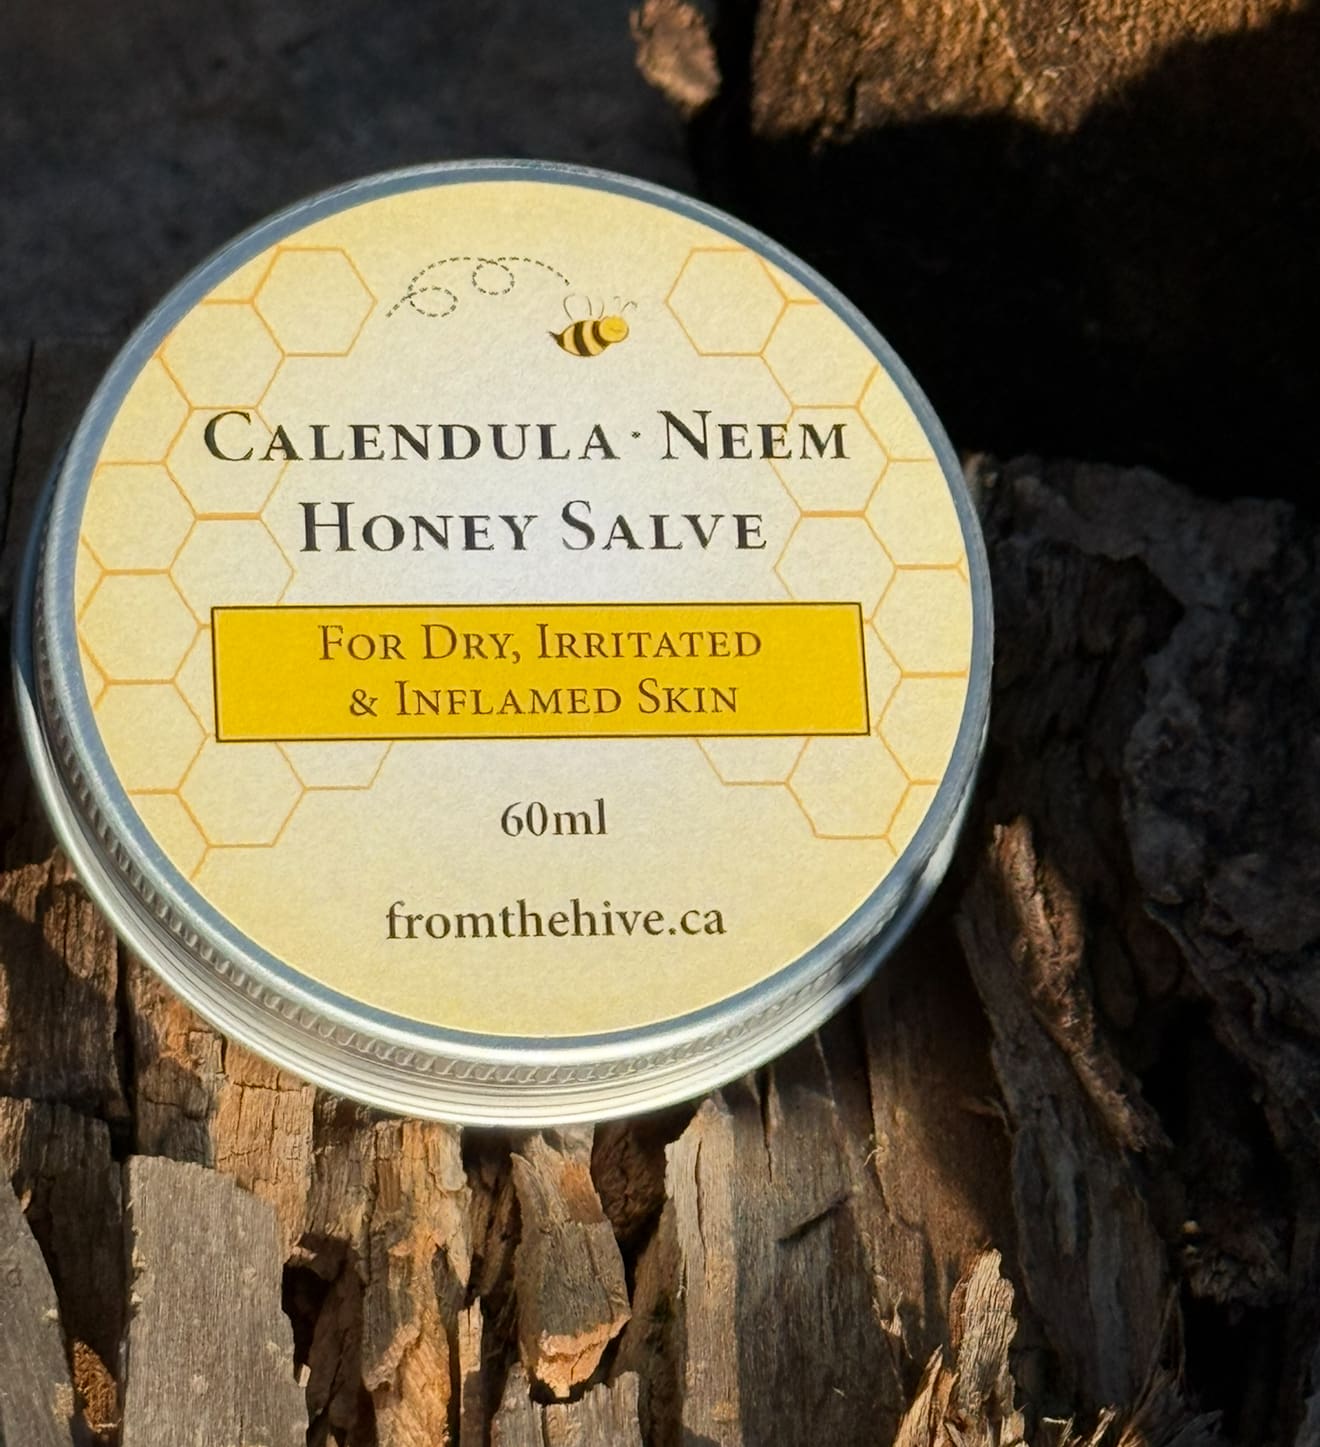 CALENDULA · NEEM
HONEY SALVE
FOR DRY, IRRITATED
& INFLAMED SKIN
60ml
fromthehive.ca